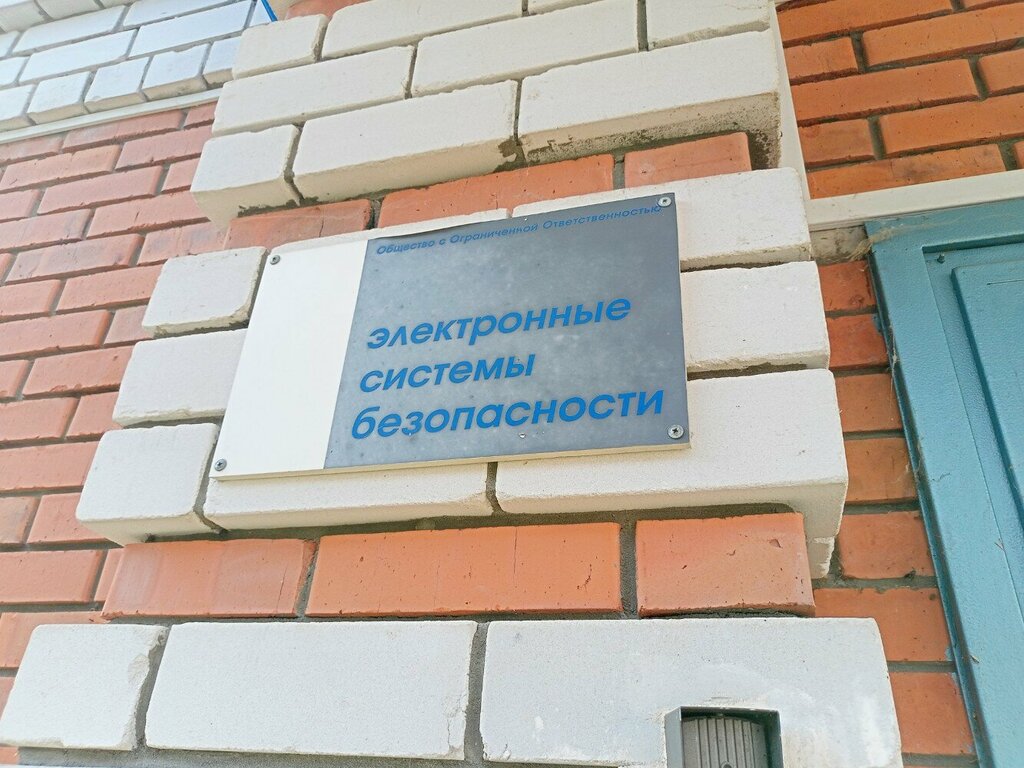 Общество с Ограниченной Ответственностью
электронные
системы
безопасности